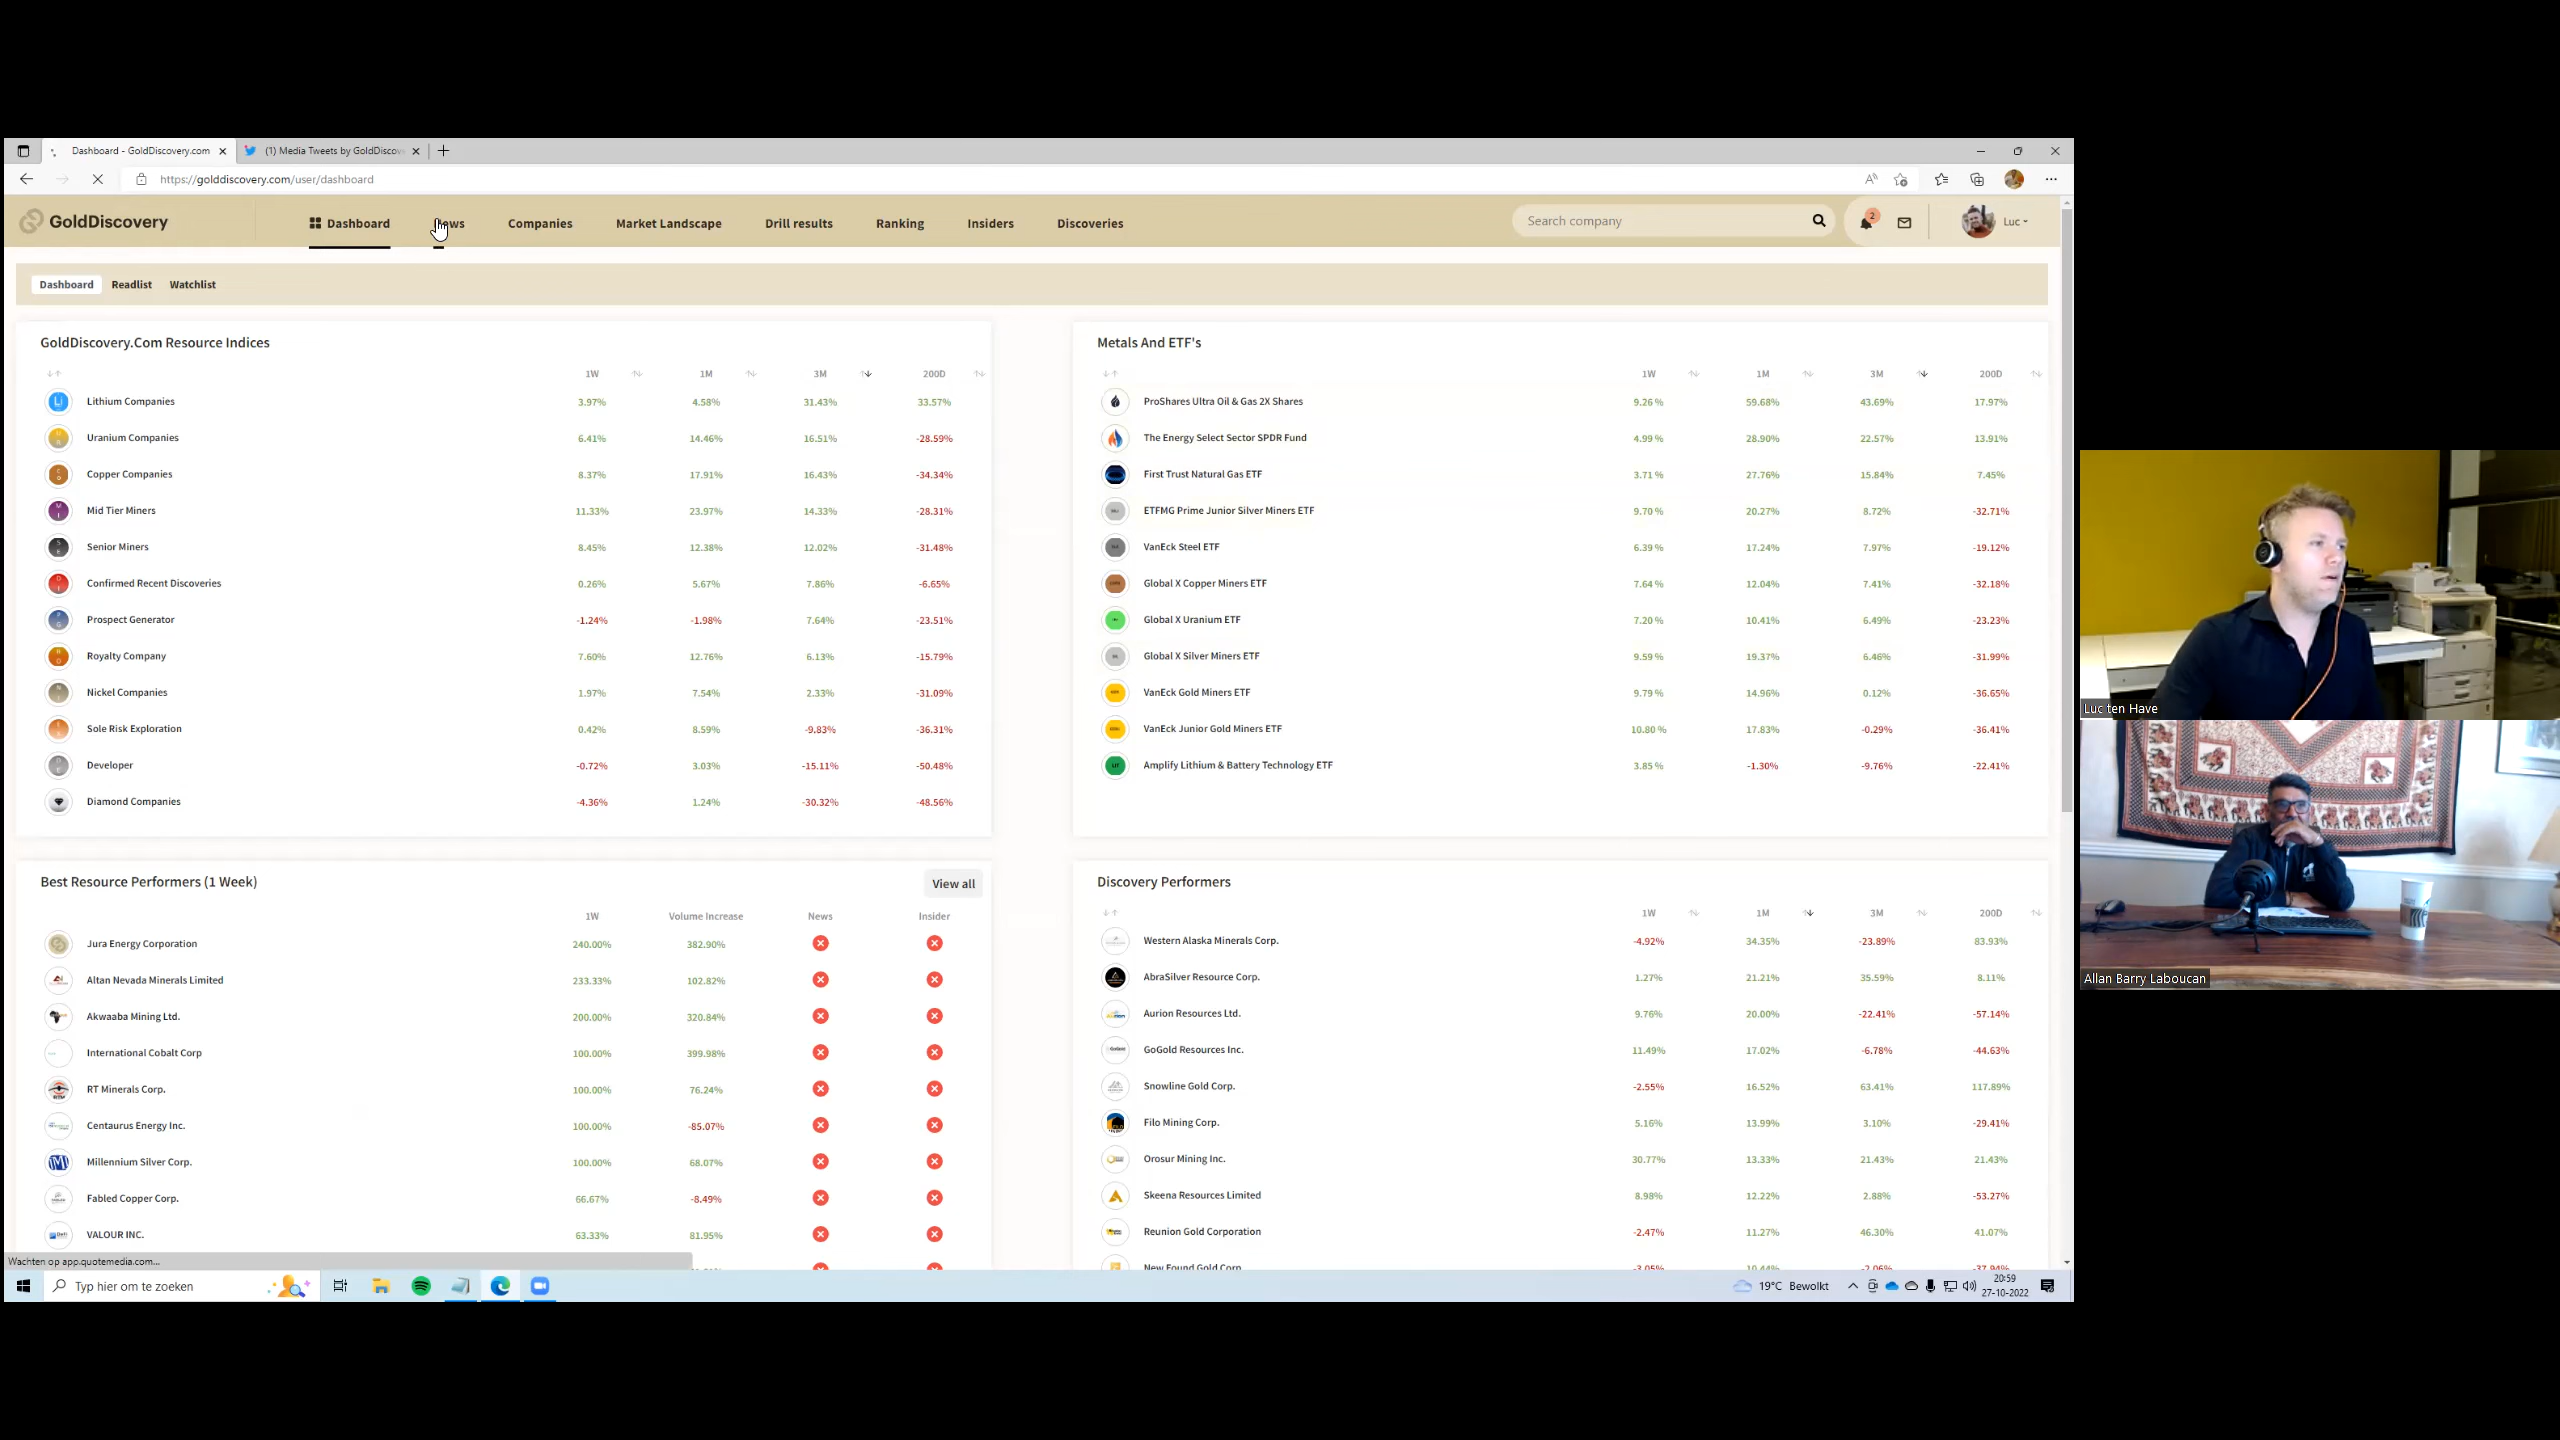 Dashboard - GoldDiscovery.com
(1) Media Tweets by GoldDiscov
https://golddiscovery.com/user/dashboard
GoldDiscovery
Dashboard
Companies
Market Landscape
Drill results
Ranking
Insiders
Discoveries
Search company
2
Luc
Dashboard Readlist Watchlist
GoldDiscovery.Com Resource Indices
1W 1M 3M 200D
Lithium Companies 3.97% 4.58% 31.43% 33.57%
Uranium Companies 6.41% 14.46% 16.51% -28.59%
Copper Companies 8.37% 17.91% 16.43% -34.34%
Mid Tier Miners 11.33% 23.97% 14.33% -28.31%
Senior Miners 8.45% 12.38% 12.02% -31.48%
Confirmed Recent Discoveries 0.26% 5.67% 7.86% -6.65%
Prospect Generator -1.24% -1.98% 7.64% -23.51%
Royalty Company 7.60% 12.76% 6.13% -15.79%
Nickel Companies 1.97% 7.54% 2.33% -31.09%
Sole Risk Exploration 0.42% 8.59% -9.83% -36.31%
Developer -0.72% 3.03% -15.11% -50.48%
Diamond Companies -4.36% 1.24% -30.32% -48.56%
Metals And ETF's
1W 1M 3M 200D
ProShares Ultra Oil & Gas 2X Shares 9.26 % 59.68% 43.69% 17.97%
The Energy Select Sector SPDR Fund 4.99 % 28.90% 22.57% 13.91%
First Trust Natural Gas ETF 3.71 % 27.76% 15.84% 7.45%
ETFMG Prime Junior Silver Miners ETF 9.70 % 20.27% 8.72% -32.71%
VanEck Steel ETF 6.39 % 17.24% 7.97% -19.12%
Global X Copper Miners ETF 7.64 % 12.04% 7.41% -32.18%
Global X Uranium ETF 7.20 % 10.41% 6.49% -23.23%
Global X Silver Miners ETF 9.59 % 19.37% 6.46% -31.99%
VanEck Gold Miners ETF 9.79 % 14.96% 0.12% -36.65%
VanEck Junior Gold Miners ETF 10.80 % 17.83% -0.29% -36.41%
Amplify Lithium & Battery Technology ETF 3.85 % -1.30% -9.76% -22.41%
Best Resource Performers (1 Week)
View all
1W Volume Increase News Insider
Jura Energy Corporation 240.00% 382.90%
Altan Nevada Minerals Limited 233.33% 102.82%
Akwaaba Mining Ltd. 200.00% 320.84%
International Cobalt Corp 100.00% 399.98%
RT Minerals Corp. 100.00% 76.24%
Centaurus Energy Inc. 100.00% -85.07%
Millennium Silver Corp. 100.00% 68.07%
Fabled Copper Corp. 66.67% -8.49%
VALOUR INC. 63.33% 81.95%
Discovery Performers
1W 1M 3M 200D
Western Alaska Minerals Corp. -4.92% 34.35% -23.89% 83.93%
AbraSilver Resource Corp. 1.27% 21.21% 35.59% 8.11%
Aurion Resources Ltd. 9.76% 20.00% -22.41% -57.14%
GoGold Resources Inc. 11.49% 17.02% -6.78% -44.63%
Snowline Gold Corp. -2.55% 16.52% 63.41% 117.89%
Filo Mining Corp. 5.16% 13.99% 3.10% -29.41%
Orosur Mining Inc. 30.77% 13.33% 21.43% 21.43%
Skeena Resources Limited 8.98% 12.22% 2.88% -53.27%
Reunion Gold Corporation -2.47% 11.27% 46.30% 41.07%
New Found Gold Corp -3.05% 10.44% -2.06% -37.94%
Wachten op app.quotemedia.com...
Typ hier om te zoeken
19°C Bewolkt
20:59
27-10-2022
Luc ten Have
Allan Barry Laboucan